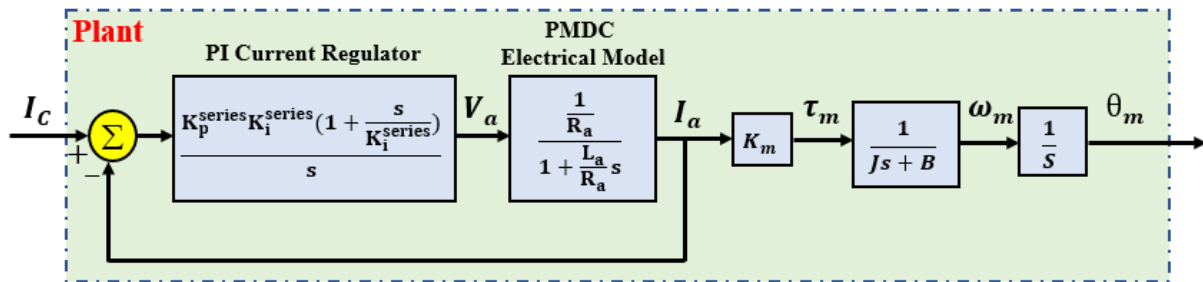 Plant
PMDC
PI Current Regulator
Electrical Model
I_C
+
−
Σ
K_p^series K_i^series (1 + s/K_i^series)
s
V_a
1/R_a
1 + L_a/R_a s
I_a
K_m
τ_m
1
Js + B
ω_m
1
S
θ_m